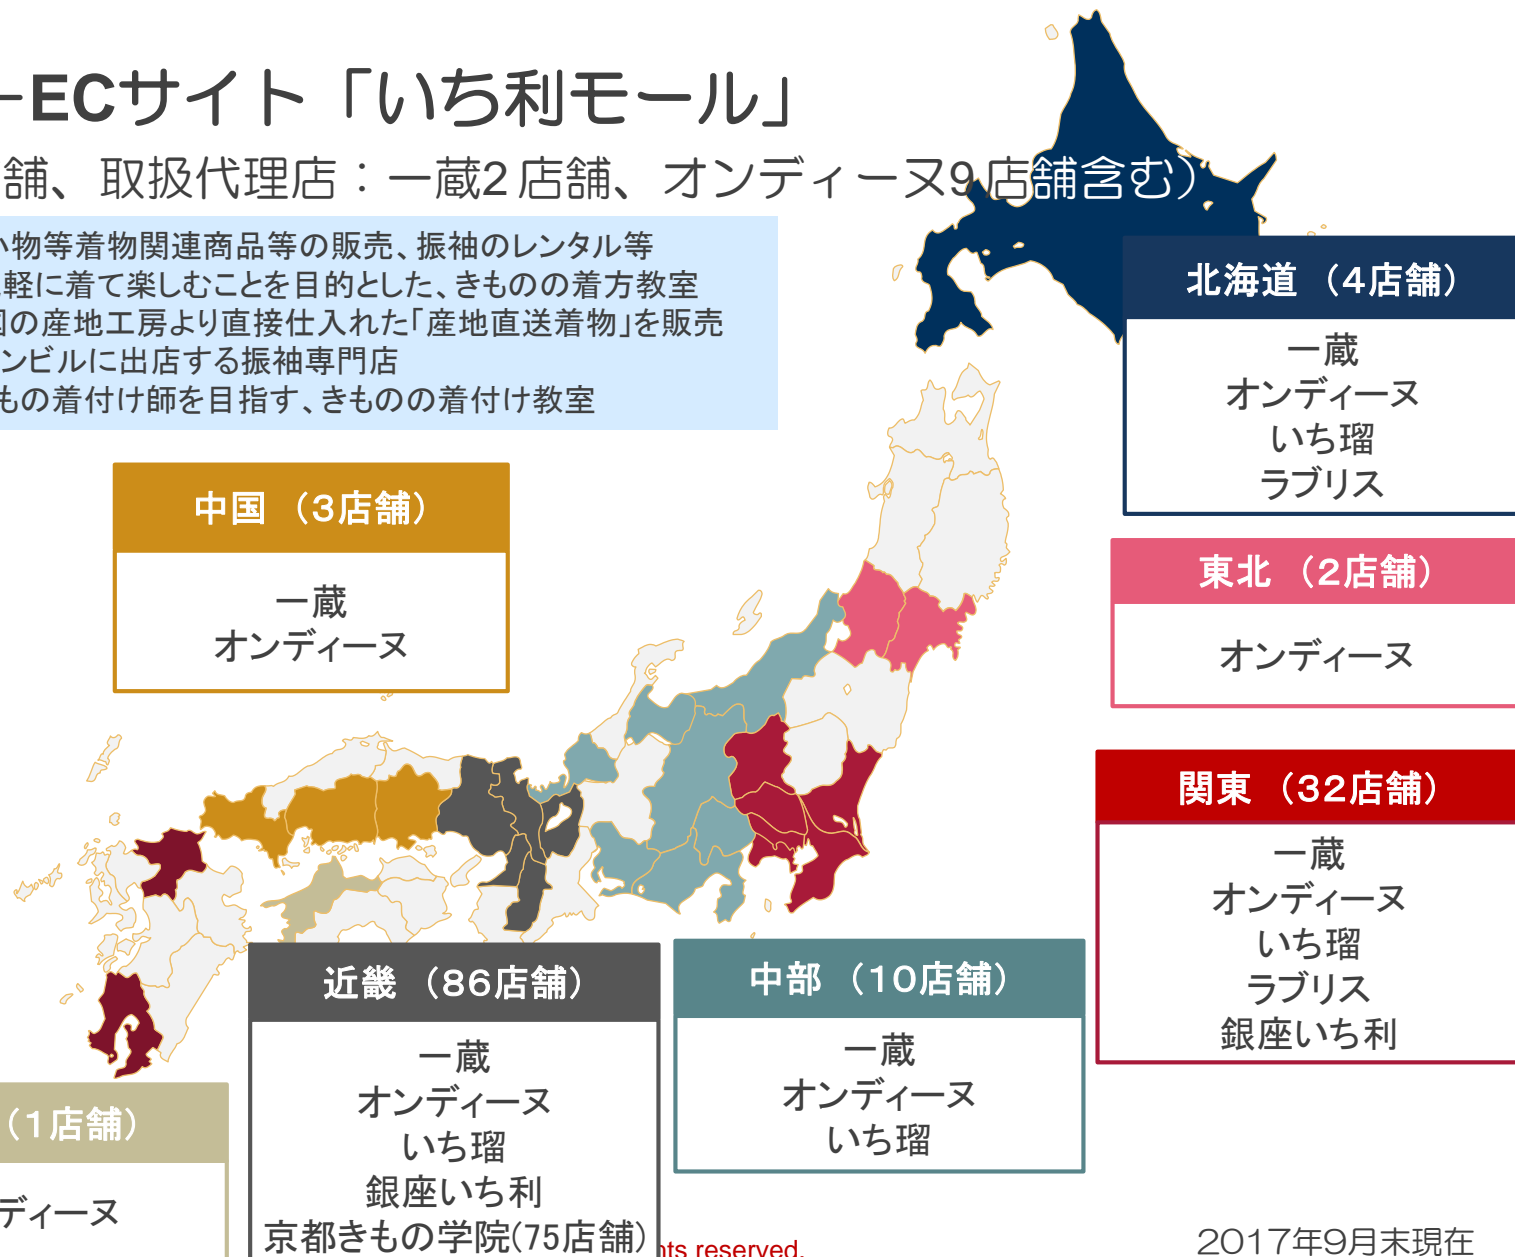 ーECサイト「いち利モール」
舗、取扱代理店：一蔵2店舗、オンディーヌ9店舗含む）
小物等着物関連商品等の販売、振袖のレンタル等
軽に着て楽しむことを目的とした、きものの着方教室
国の産地工房より直接仕入れた「産地直送着物」を販売
ンビルに出店する振袖専門店
もの着付け師を目指す、きものの着付け教室
北海道（4店舗）
一蔵
オンディーヌ
いち瑠
ラブリス
中国（3店舗）
一蔵
オンディーヌ
東北（2店舗）
オンディーヌ
関東（32店舗）
一蔵
オンディーヌ
いち瑠
ラブリス
銀座いち利
近畿（86店舗）
一蔵
オンディーヌ
いち瑠
銀座いち利
京都きもの学院(75店舗)
中部（10店舗）
一蔵
オンディーヌ
いち瑠
（1店舗）
ディーヌ
hts reserved.
2017年9月末現在